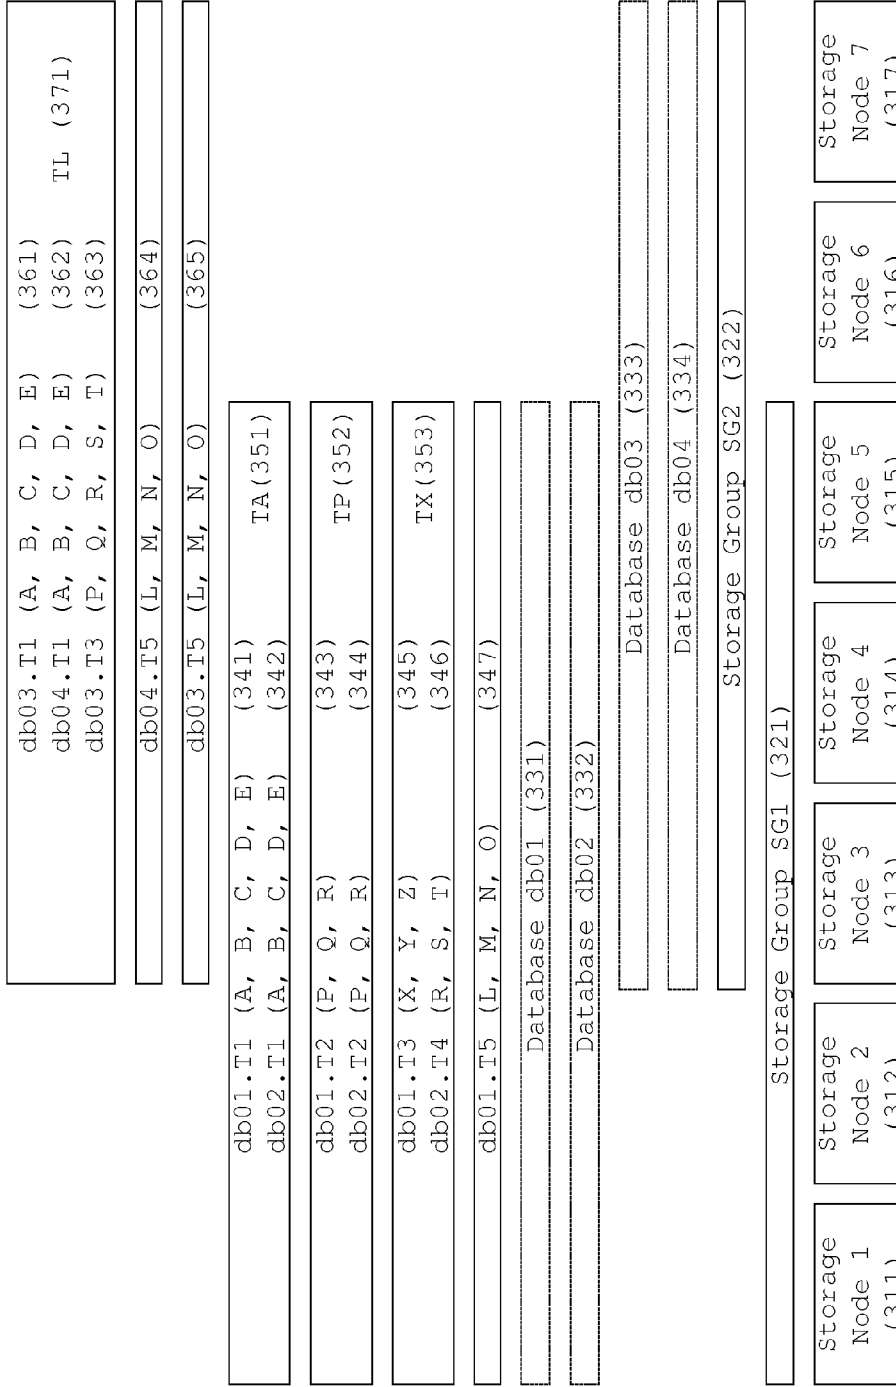 db03.T1 (A, B, C, D, E) (361)
db04.T1 (A, B, C, D, E) (362) TL (371)
db03.T3 (P, Q, R, S, T) (363)
db04.T5 (L, M, N, O) (364)
db03.T5 (L, M, N, O) (365)
db01.T1 (A, B, C, D, E) (341) TA(351)
db02.T1 (A, B, C, D, E) (342)
db01.T2 (P, Q, R) (343) TP(352)
db02.T2 (P, Q, R) (344)
db01.T3 (X, Y, Z) (345) TX(353)
db02.T4 (R, S, T) (346)
db01.T5 (L, M, N, O) (347)
Database db01 (331)
Database db02 (332)
Database db03 (333)
Database db04 (334)
Storage Group SG2 (322)
Storage Group SG1 (321)
Storage
Node 1
(311)
Storage
Node 2
(312)
Storage
Node 3
(313)
Storage
Node 4
(314)
Storage
Node 5
(315)
Storage
Node 6
(316)
Storage
Node 7
(317)